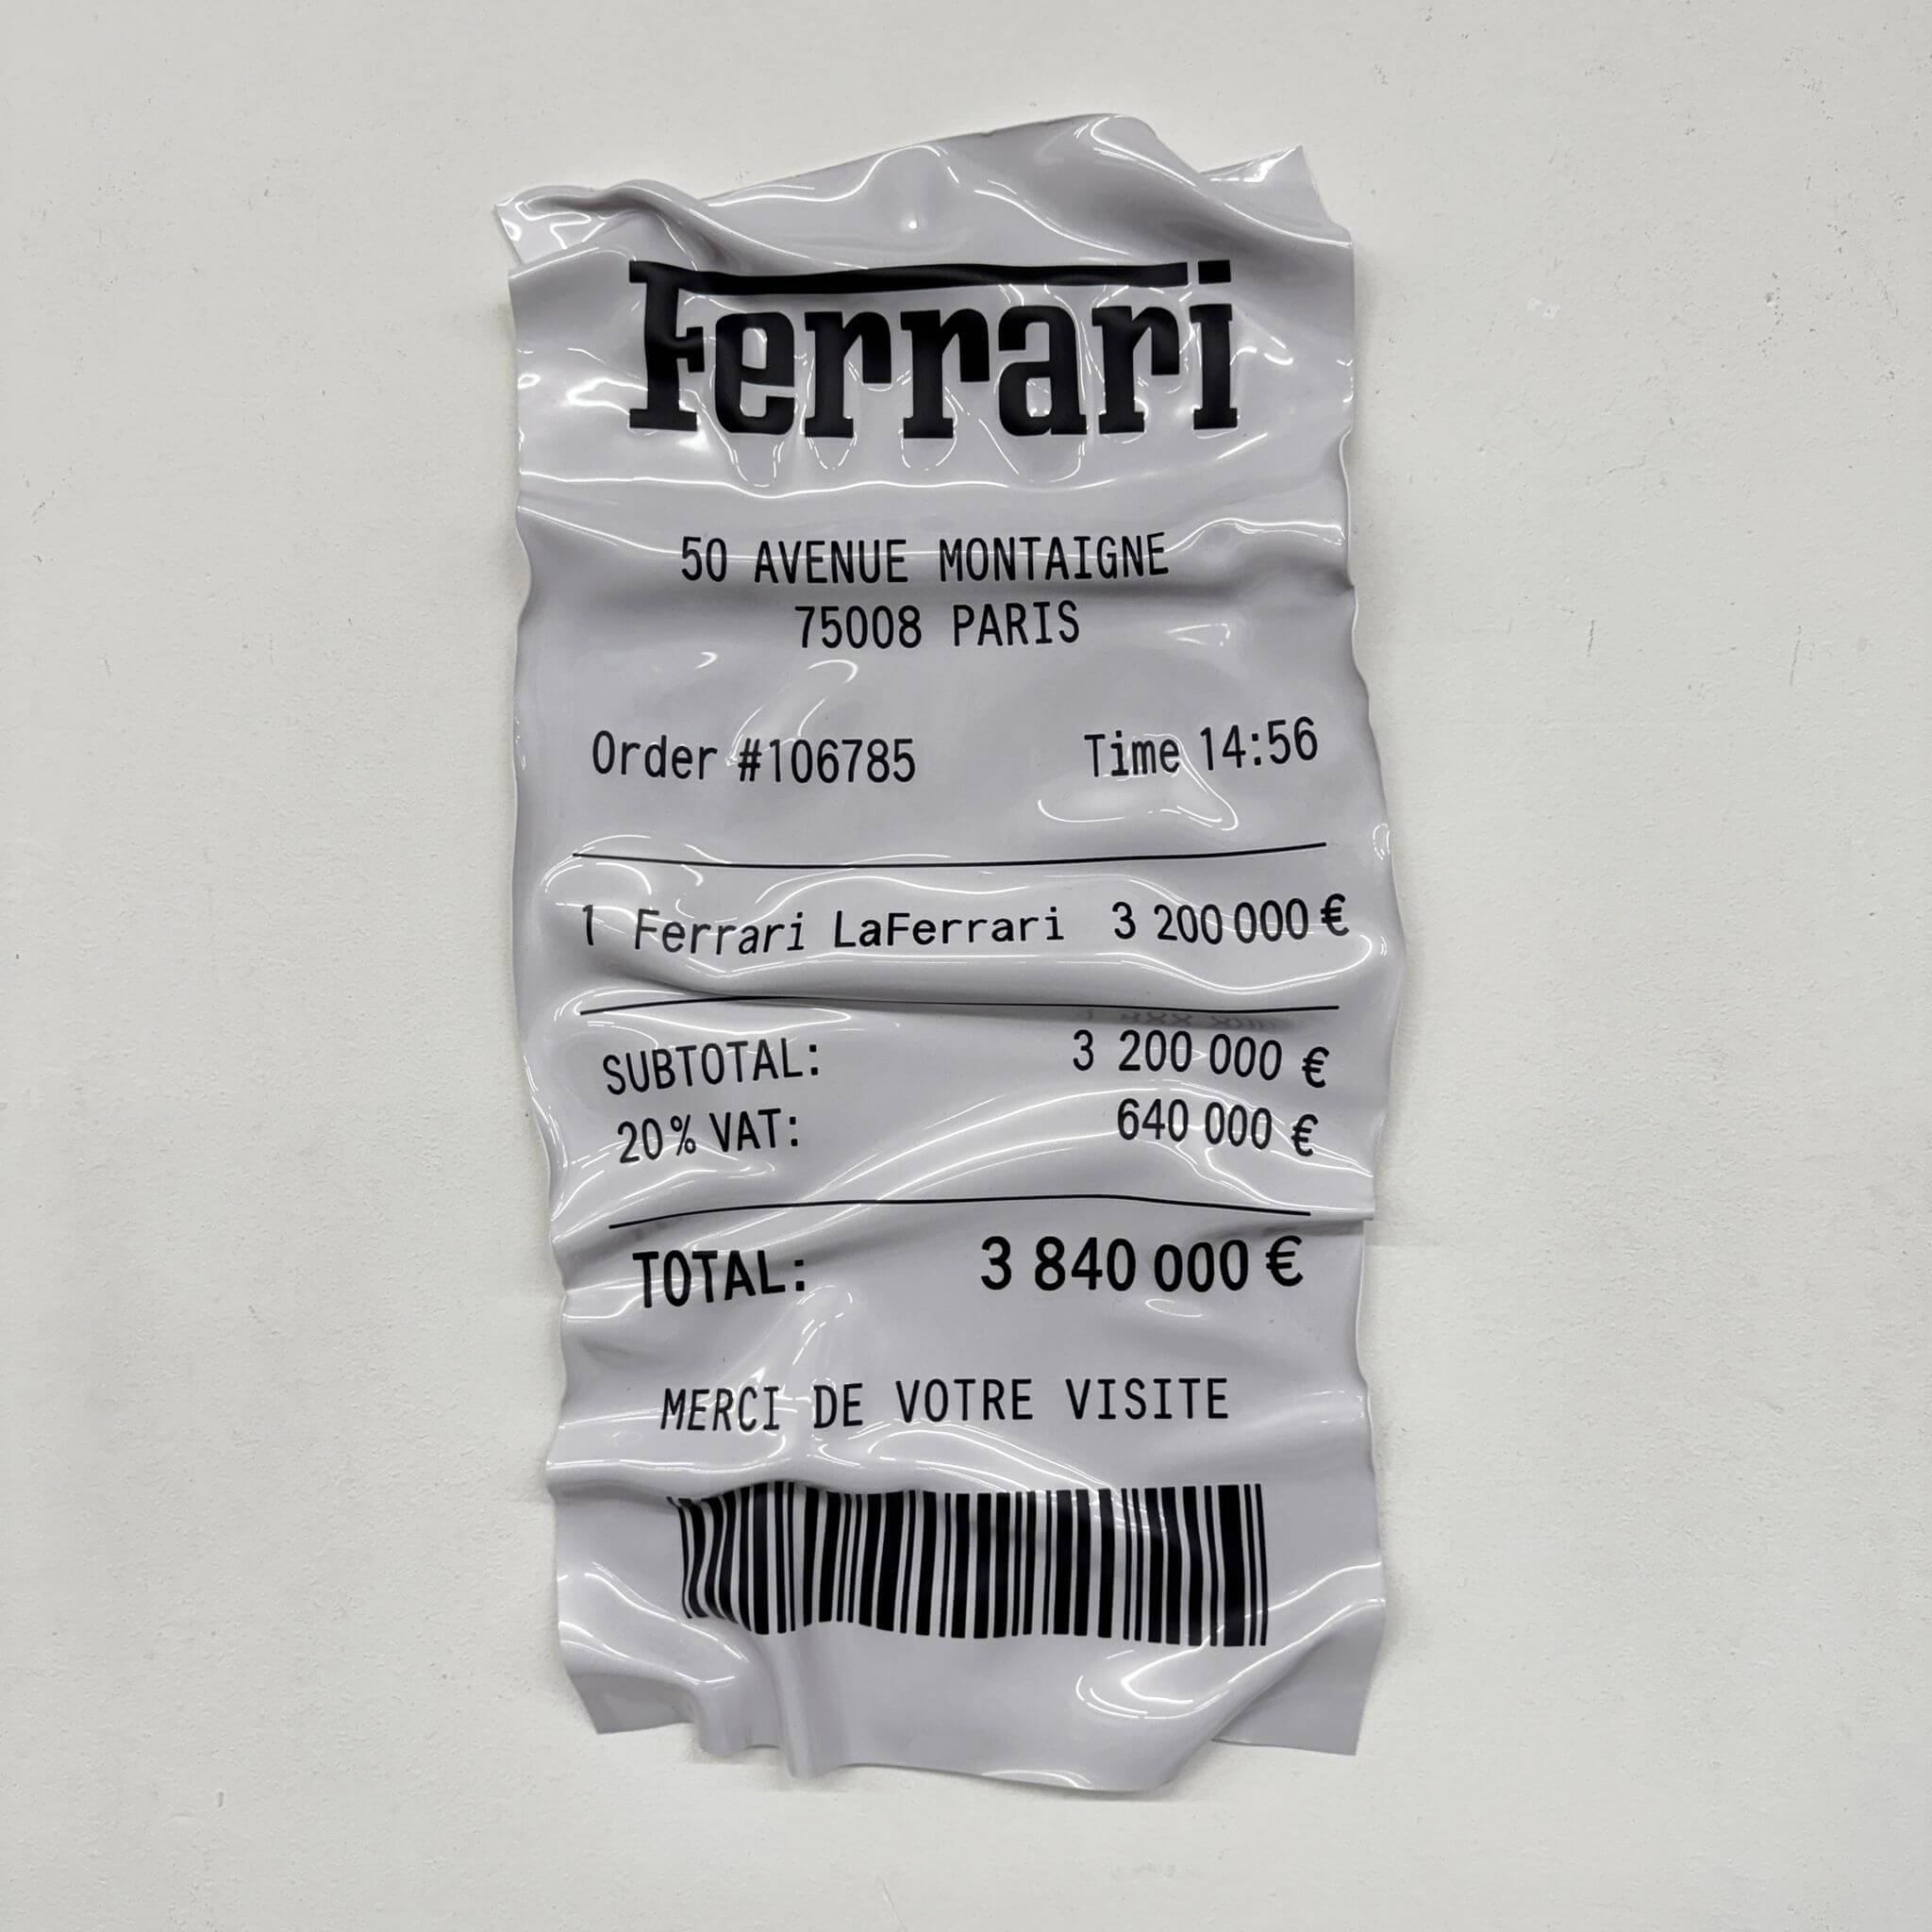 Ferrari
50 AVENUE MONTAIGNE
75008 PARIS
Order #106785 Time 14:56
1 Ferrari LaFerrari 3 200 000 €
SUBTOTAL: 3 200 000 €
20% VAT: 640 000 €
TOTAL: 3 840 000 €
MERCI DE VOTRE VISITE